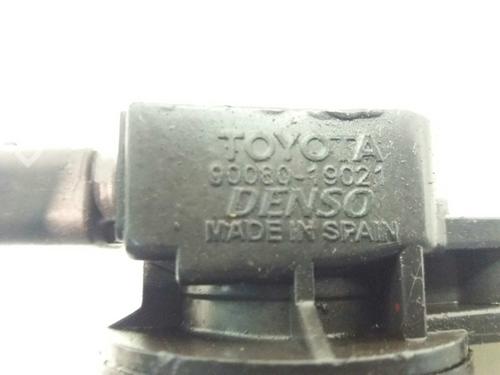 TOYOTA
90080-19021
DENSO
MADE IN SPAIN